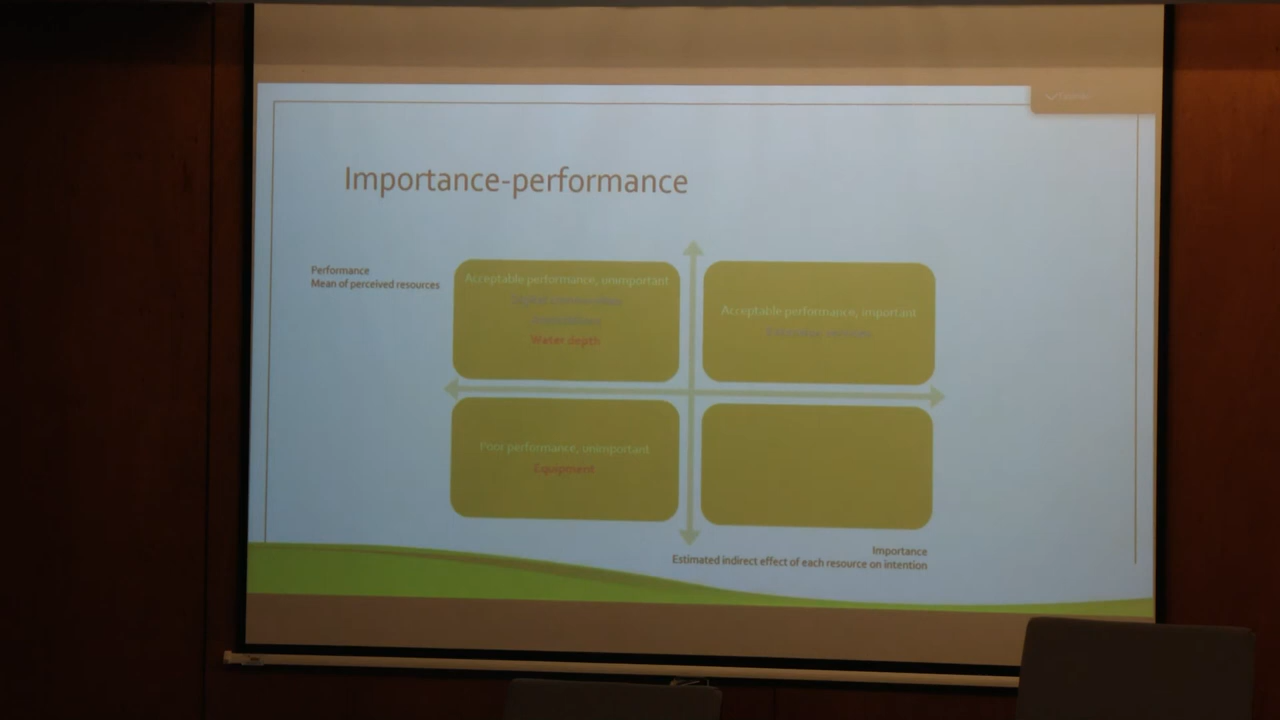 Importance-performance
Performance
Mean of perceived resources
Acceptable performance, unimportant
Water depth
Acceptable performance, important
Poor performance, unimportant
Equipment
Importance
Estimated indirect effect of each resource on intention